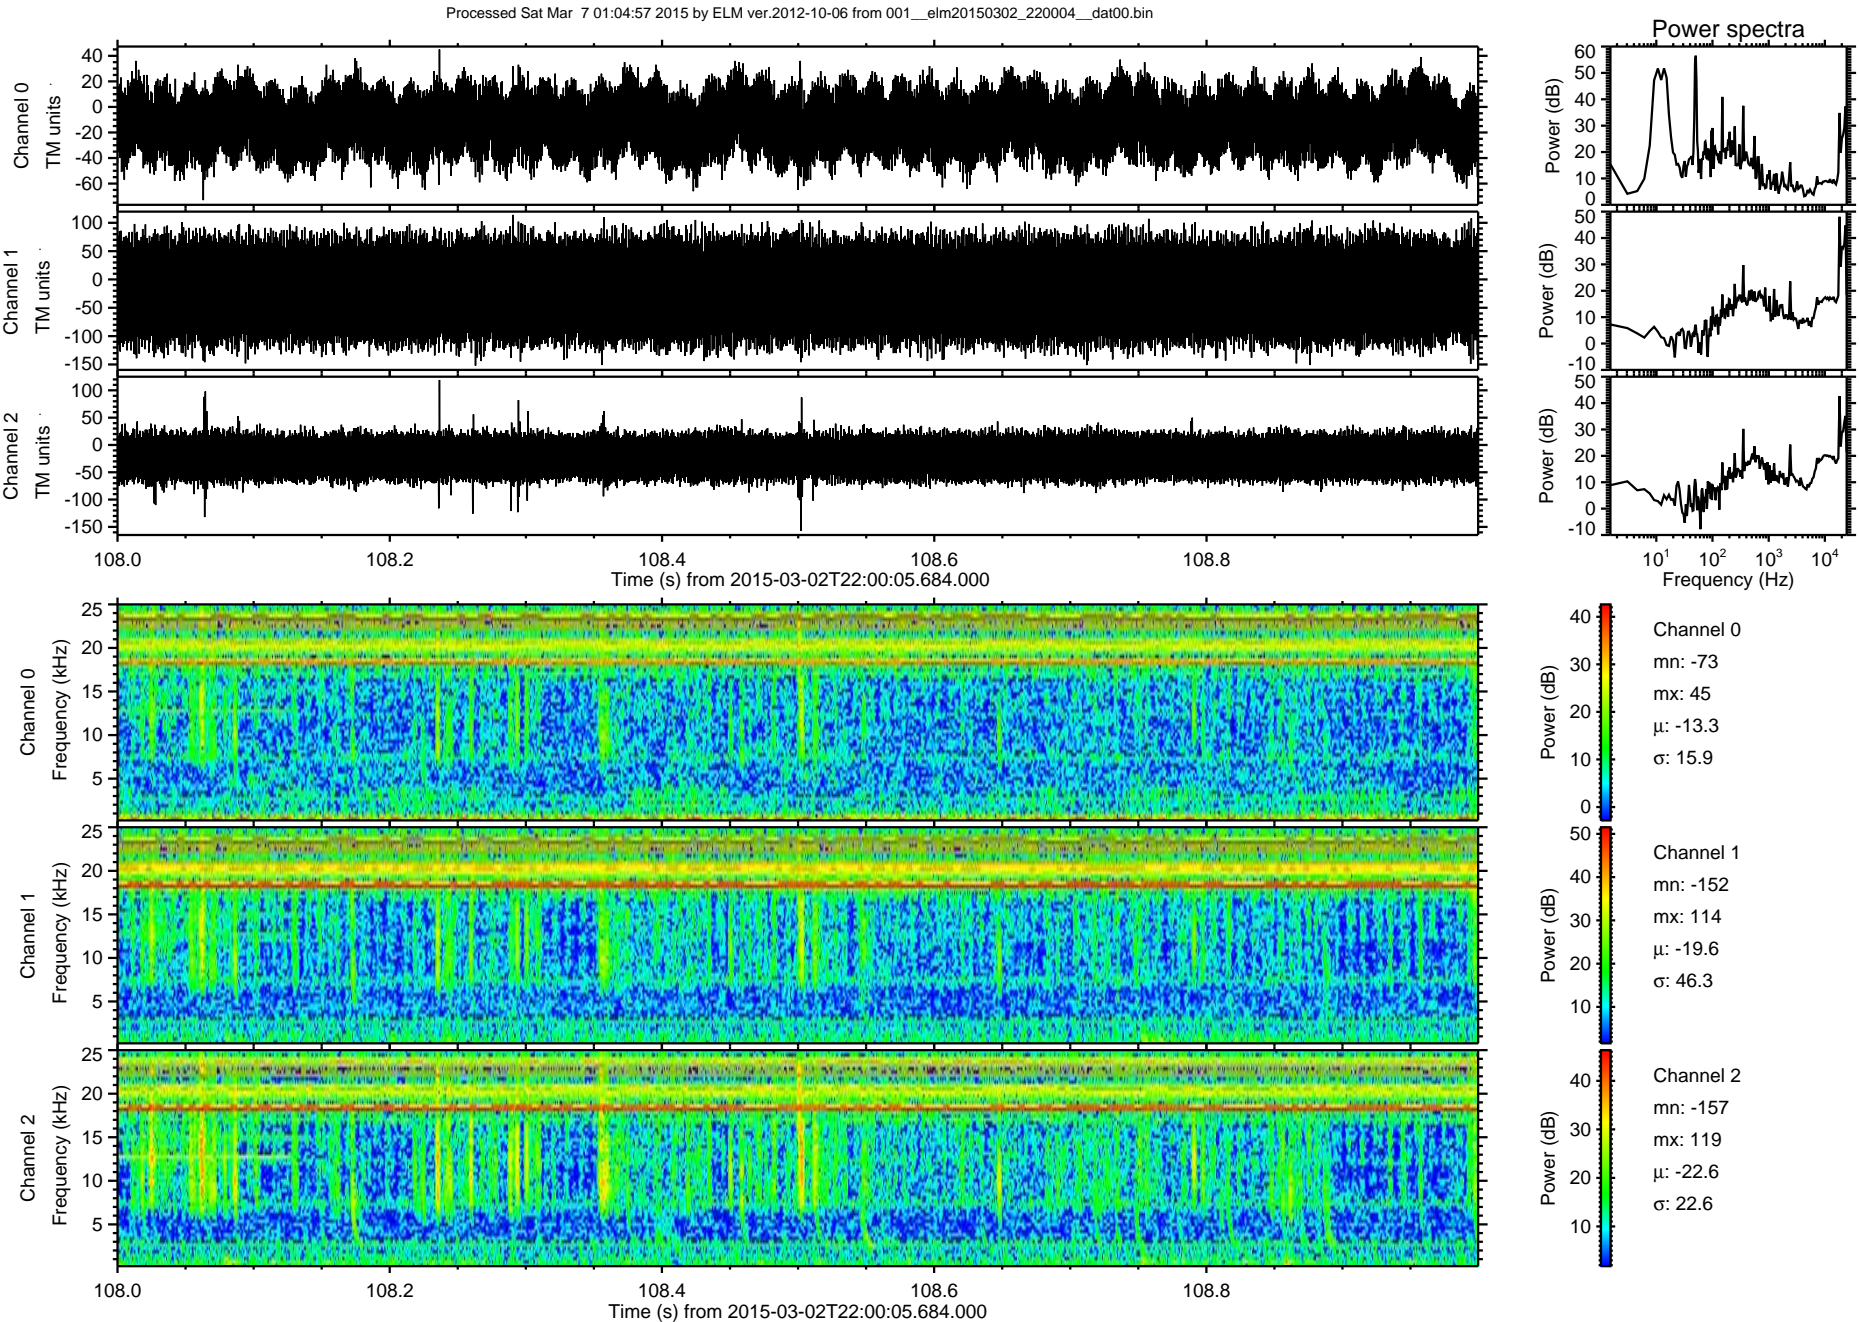 Processed Sat Mar  7 01:04:57 2015 by ELM ver.2012-10-06 from 001__elm20150302_220004__dat00.bin
Power spectra
Channel 0
TM units
40
20
0
-20
-40
-60
Power (dB)
60
50
40
30
20
10
0
Channel 1
TM units
100
50
0
-50
-100
-150
Power (dB)
50
40
30
20
10
0
-10
Channel 2
TM units
100
50
0
-50
-100
-150
Power (dB)
50
40
30
20
10
0
-10
108.0 108.2 108.4 108.6 108.8
Time (s) from 2015-03-02T22:00:05.684.000
10^1 10^2 10^3 10^4
Frequency (Hz)
Channel 0
Frequency (kHz)
25
20
15
10
5
Power (dB)
40
30
20
10
0
Channel 0
mn: -73
mx: 45
μ: -13.3
σ: 15.9
Channel 1
Frequency (kHz)
25
20
15
10
5
Power (dB)
50
40
30
20
10
Channel 1
mn: -152
mx: 114
μ: -19.6
σ: 46.3
Channel 2
Frequency (kHz)
25
20
15
10
5
Power (dB)
40
30
20
10
Channel 2
mn: -157
mx: 119
μ: -22.6
σ: 22.6
108.0 108.2 108.4 108.6 108.8
Time (s) from 2015-03-02T22:00:05.684.000